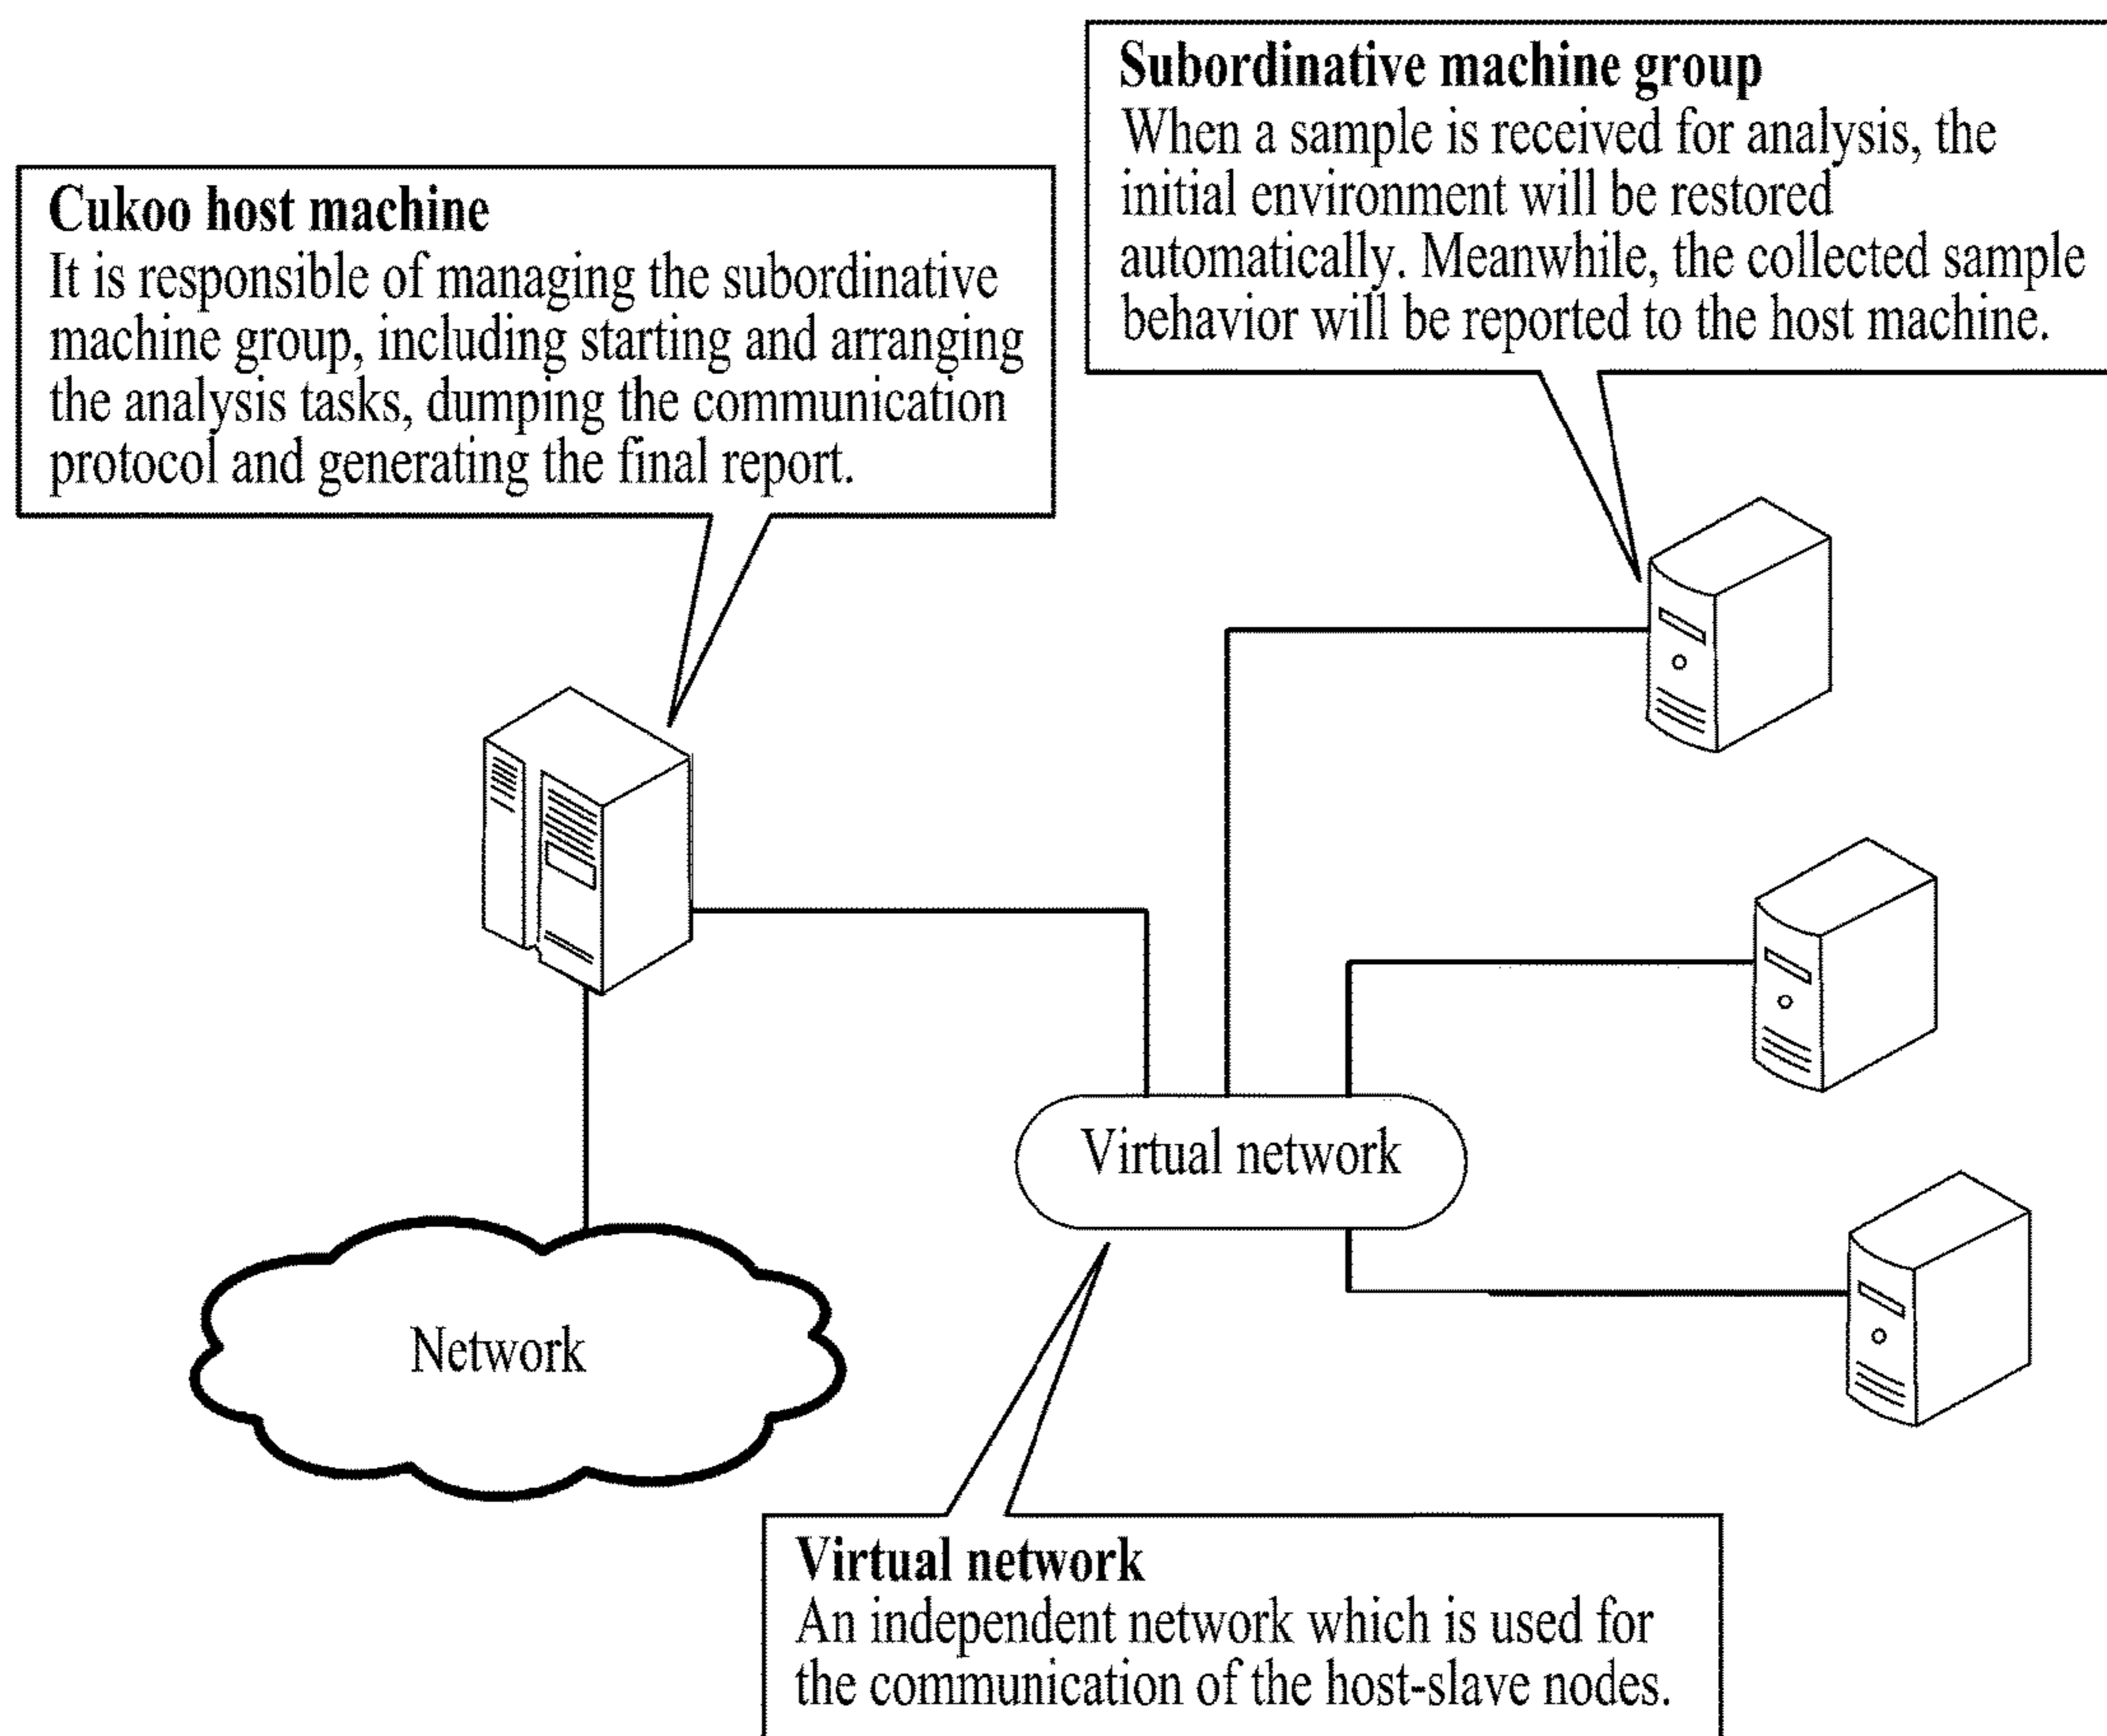 Subordinative machine group
When a sample is received for analysis, the
initial environment will be restored
automatically. Meanwhile, the collected sample
behavior will be reported to the host machine.
Cukoo host machine
It is responsible of managing the subordinative
machine group, including starting and arranging
the analysis tasks, dumping the communication
protocol and generating the final report.
Virtual network
Network
Virtual network
An independent network which is used for
the communication of the host-slave nodes.